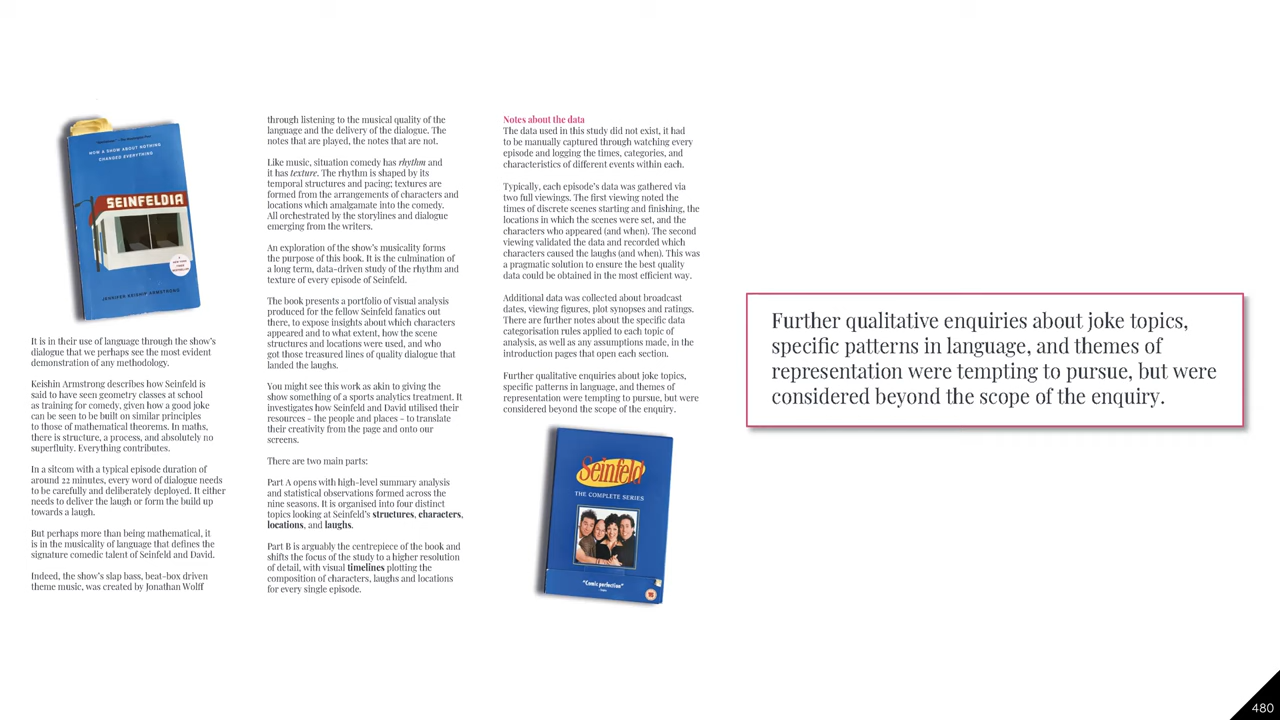 "Seinfeldia"
HOW A SHOW ABOUT NOTHING
CHANGED EVERYTHING
SEINFELDIA
JENNIFER KEISHIN ARMSTRONG
It is in their use of language through the show's
dialogue that we perhaps see the most evident
demonstration of any methodology.
Keishin Armstrong describes how Seinfeld is
said to have seen geometry classes at school
as training for comedy, given how a good joke
can be seen to be built on similar principles
to those of mathematical theorems. In maths,
there is structure, a process, and absolutely no
superfluity. Everything contributes.
In a sitcom with a typical episode duration of
around 22 minutes, every word of dialogue needs
to be carefully and deliberately deployed. It either
needs to deliver the laugh or form the build up
towards a laugh.
But perhaps more than being mathematical, it
is in the musicality of language that defines the
signature comedic talent of Seinfeld and David.
Indeed, the show's slap bass, beat-box driven
theme music, was created by Jonathan Wolff
through listening to the musical quality of the
language and the delivery of the dialogue. The
notes that are played, the notes that are not.
Like music, situation comedy has rhythm and
it has texture. The rhythm is shaped by its
temporal structures and pacing; textures are
formed from the arrangements of characters and
locations which amalgamate into the comedy.
All orchestrated by the storylines and dialogue
emerging from the writers.
An exploration of the show's musicality forms
the purpose of this book. It is the culmination of
a long term, data-driven study of the rhythm and
texture of every episode of Seinfeld.
The book presents a portfolio of visual analysis
produced for the fellow Seinfeld fanatics out
there, to expose insights about which characters
appeared and to what extent, how the scene
structures and locations were used, and who
got those treasured lines of quality dialogue that
landed the laughs.
You might see this work as akin to giving the
show something of a sports analytics treatment. It
investigates how Seinfeld and David utilised their
resources - the people and places - to translate
their creativity from the page and onto our
screens.
There are two main parts:
Part A opens with high-level summary analysis
and statistical observations formed across the
nine seasons. It is organised into four distinct
topics looking at Seinfeld's structures, characters,
locations, and laughs.
Part B is arguably the centrepiece of the book and
shifts the focus of the study to a higher resolution
of detail, with visual timelines plotting the
composition of characters, laughs and locations
for every single episode.
Notes about the data
The data used in this study did not exist, it had
to be manually captured through watching every
episode and logging the times, categories, and
characteristics of different events within each.
Typically, each episode's data was gathered via
two full viewings. The first viewing noted the
times of discrete scenes starting and finishing, the
locations in which the scenes were set, and the
characters who appeared (and when). The second
viewing validated the data and recorded which
characters caused the laughs (and when). This was
a pragmatic solution to ensure the best quality
data could be obtained in the most efficient way.
Additional data was collected about broadcast
dates, viewing figures, plot synopses and ratings.
There are further notes about the specific data
categorisation rules applied to each topic of
analysis, as well as any assumptions made, in the
introduction pages that open each section.
Further qualitative enquiries about joke topics,
specific patterns in language, and themes of
representation were tempting to pursue, but were
considered beyond the scope of the enquiry.
Seinfeld
THE COMPLETE SERIES
"Comic perfection"
Further qualitative enquiries about joke topics,
specific patterns in language, and themes of
representation were tempting to pursue, but were
considered beyond the scope of the enquiry.
480